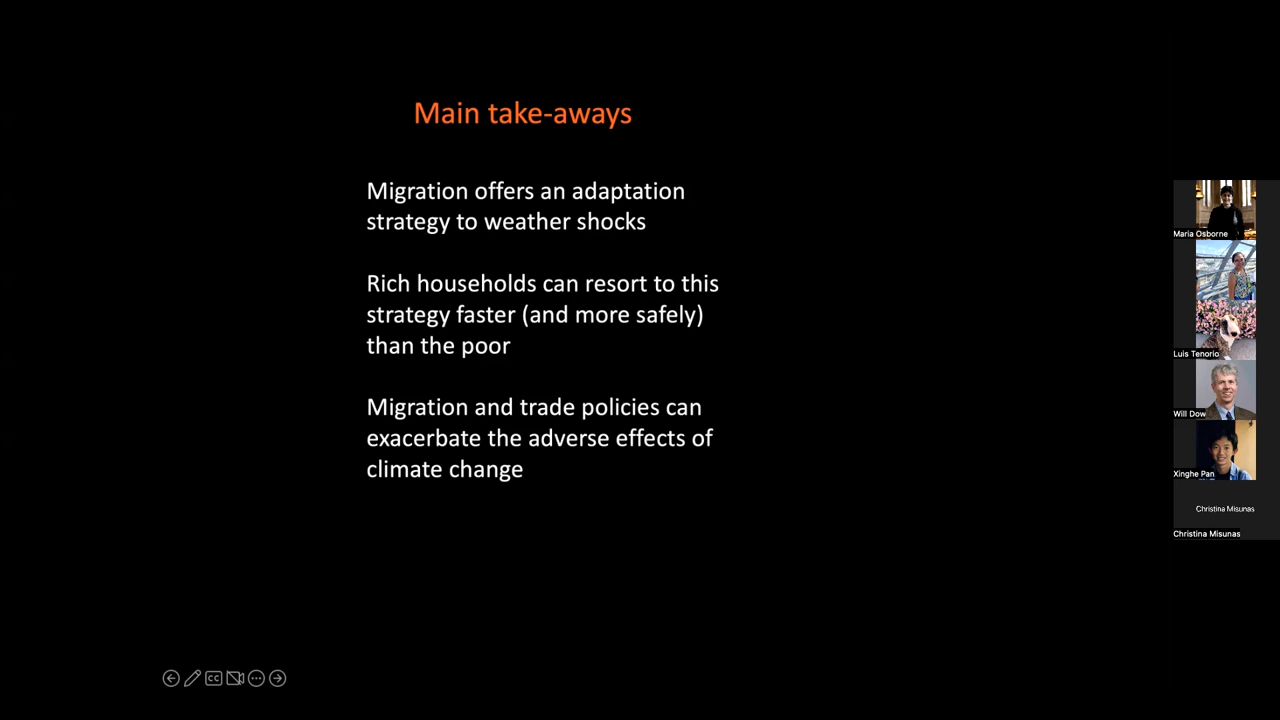 Main take-aways
Migration offers an adaptation
strategy to weather shocks
Rich households can resort to this
strategy faster (and more safely)
than the poor
Migration and trade policies can
exacerbate the adverse effects of
climate change
Maria Osborne
Luis Tenorio
Will Dow
Xinghe Pan
Christina Misunas
Christina Misunas
CC